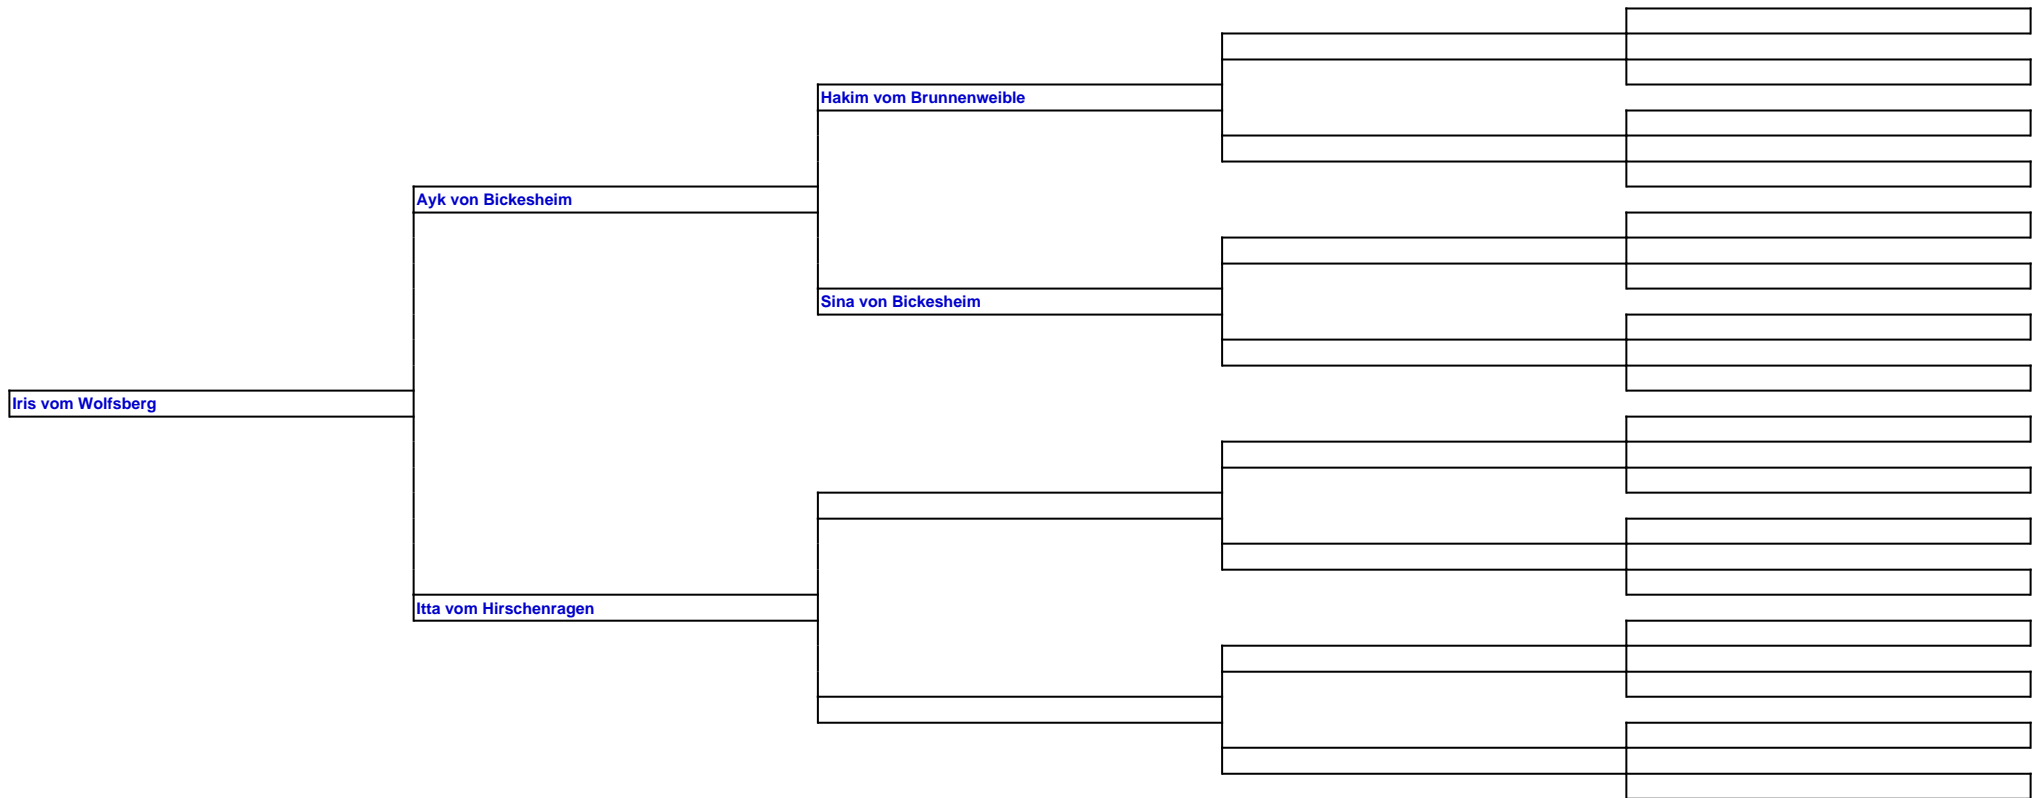 Hakim vom Brunnenweible
Ayk von Bickesheim
Sina von Bickesheim
Iris vom Wolfsberg
Itta vom Hirschenragen